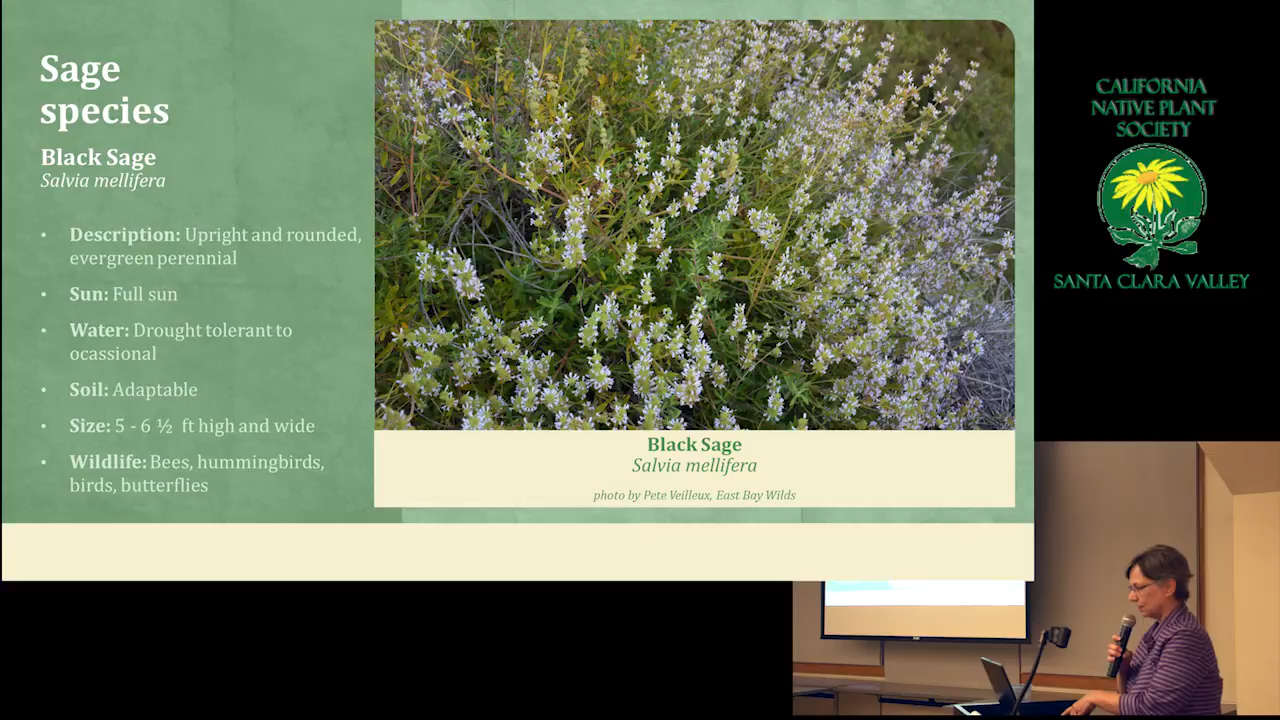 Sage
species
Black Sage
Salvia mellifera
• Description: Upright and rounded,
evergreen perennial
• Sun: Full sun
• Water: Drought tolerant to
ocassional
• Soil: Adaptable
• Size: 5 - 6 ½ ft high and wide
• Wildlife: Bees, hummingbirds,
birds, butterflies
Black Sage
Salvia mellifera
photo by Pete Veilleux, East Bay Wilds
CALIFORNIA
NATIVE PLANT
SOCIETY
SANTA CLARA VALLEY